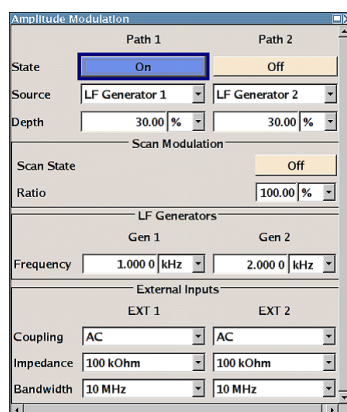 Amplitude Modulation
Path 1 Path 2
State On Off
Source LF Generator 1 LF Generator 2
Depth 30.00 % 30.00 %
Scan Modulation
Scan State Off
Ratio 100.00 %
LF Generators
Gen 1 Gen 2
Frequency 1.000 0 kHz 2.000 0 kHz
External Inputs
EXT 1 EXT 2
Coupling AC AC
Impedance 100 kOhm 100 kOhm
Bandwidth 10 MHz 10 MHz